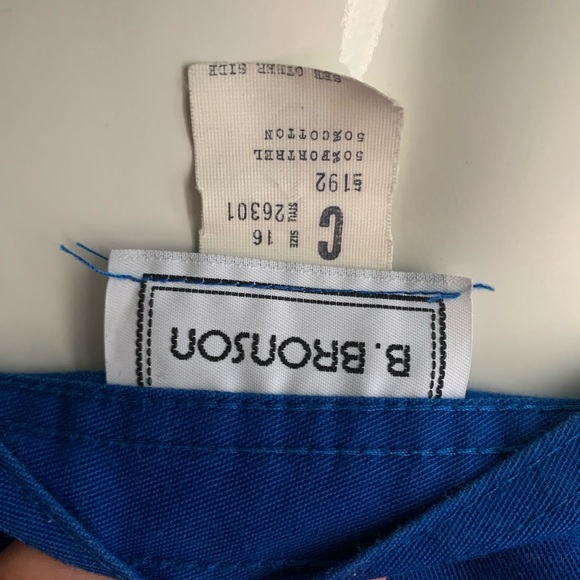 B. BRONSON
SIZE 16
STYLE 26301
C
5192
50%FORTREL
50%COTTON
SEE OTHER SIDE